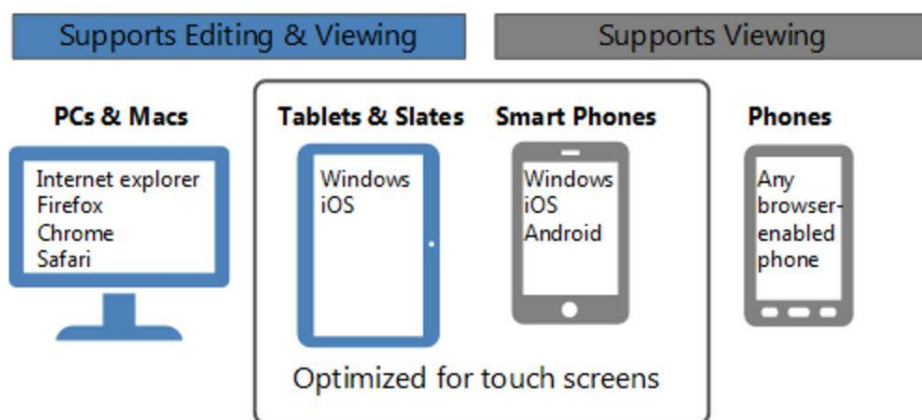 Supports Editing & Viewing
Supports Viewing
PCs & Macs
Tablets & Slates
Smart Phones
Phones
Internet explorer
Firefox
Chrome
Safari
Windows
iOS
Windows
iOS
Android
Any
browser-
enabled
phone
Optimized for touch screens